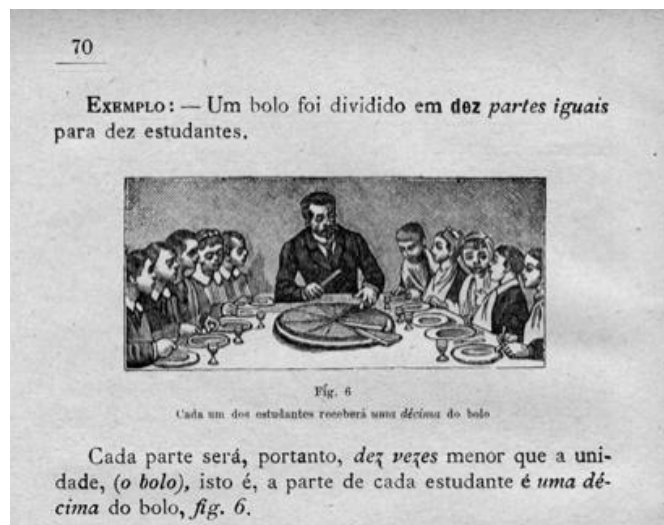 70
EXEMPLO: — Um bolo foi dividido em dez partes iguais
para dez estudantes.
Fig. 6
Cada um dos estudantes receberá uma décima do bolo
Cada parte será, portanto, dez vezes menor que a uni-
dade, (o bolo), isto é, a parte de cada estudante é uma dé-
cima do bolo, fig. 6.